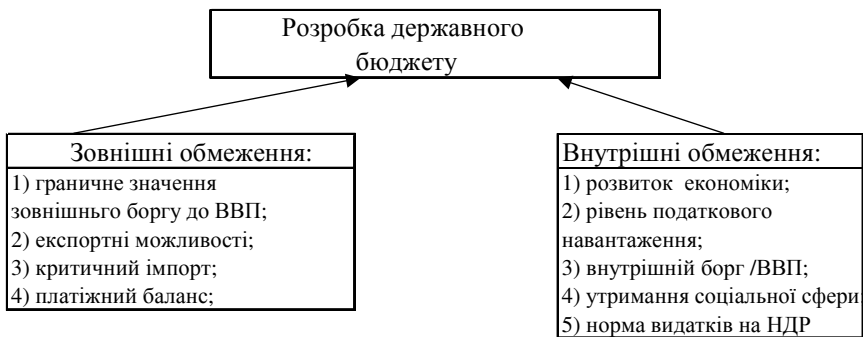 Розробка державного
бюджету
Зовнішні обмеження:
1) граничне значення
зовнішньго боргу до ВВП;
2) експортні можливості;
3) критичний імпорт;
4) платіжний баланс;
Внутрішні обмеження:
1) розвиток економіки;
2) рівень податкового
навантаження;
3) внутрішній борг /ВВП;
4) утримання соціальної сфери
5) норма видатків на НДР